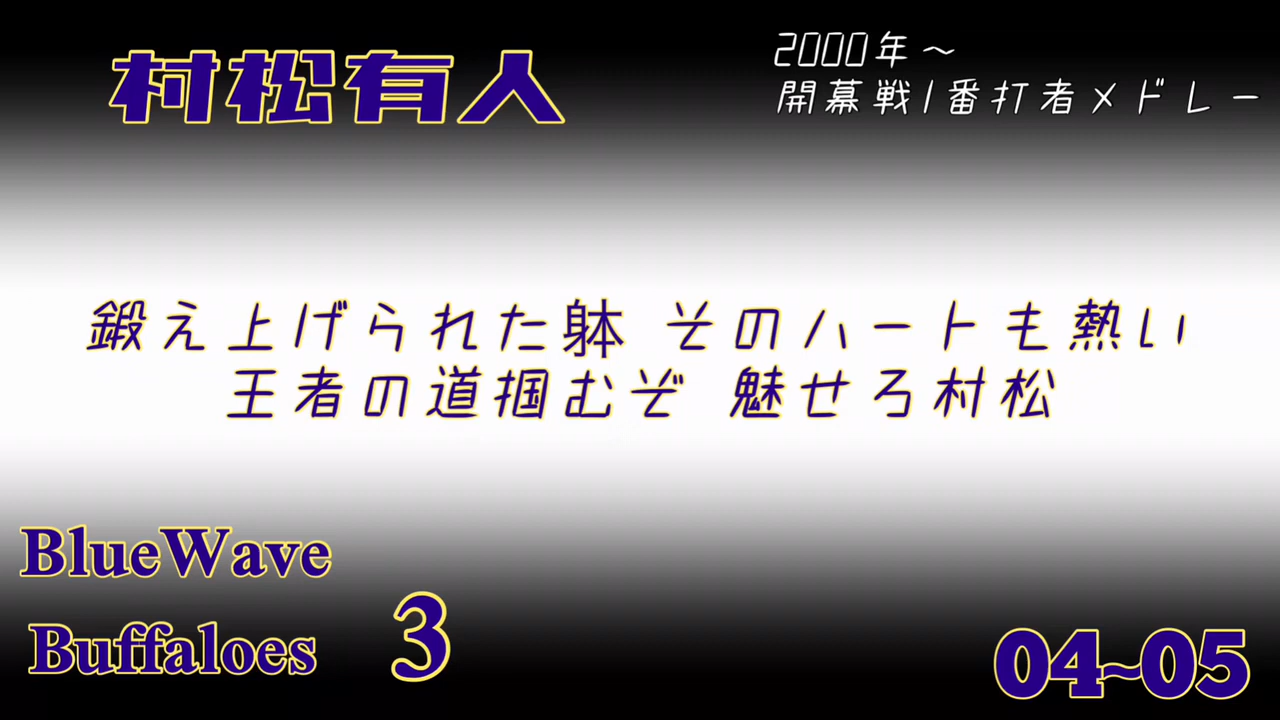 村松有人
2000年～
開幕戦1番打者メドレー
鍛え上げられた躰 そのハートも熱い
王者の道掴むぞ 魅せろ村松
BlueWave
Buffaloes 3
04~05